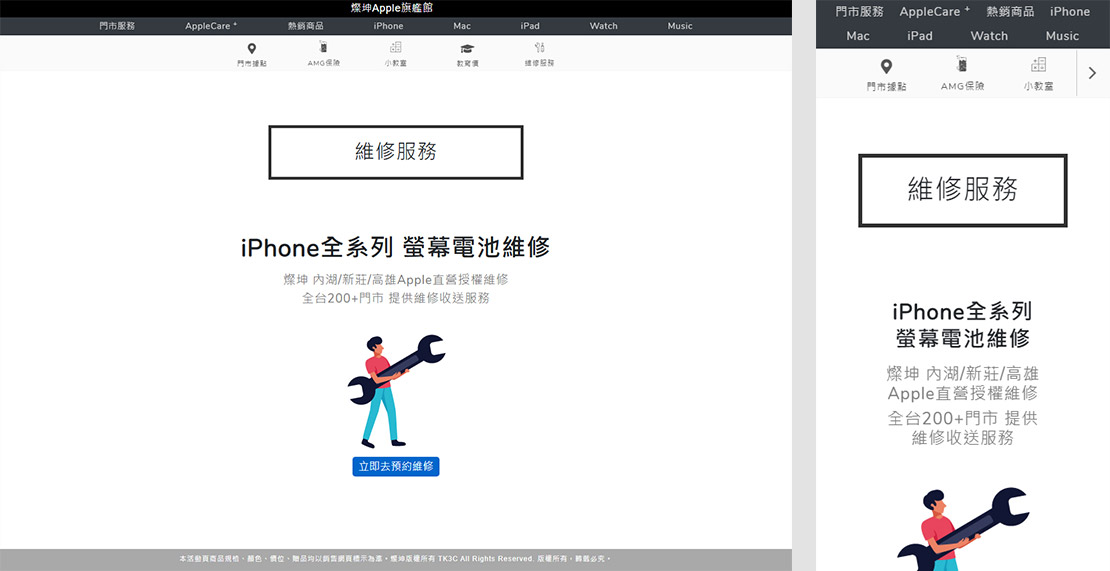 燦坤Apple旗艦館
門市服務 AppleCare + 熱銷商品 iPhone Mac iPad Watch Music
門市據點 AMG保險 小教室 教育價 維修服務
維修服務
iPhone全系列 螢幕電池維修
燦坤 內湖/新莊/高雄Apple直營授權維修
全台200+門市 提供維修收送服務
立即去預約維修
本活動頁商品規格、顏色、價位、贈品均以銷售網頁標示為準。燦坤版權所有 TK3C All Rights Reserved. 版權所有，轉載必究。
門市服務 AppleCare + 熱銷商品 iPhone
Mac iPad Watch Music
門市據點 AMG保險 小教室
維修服務
iPhone全系列
螢幕電池維修
燦坤 內湖/新莊/高雄
Apple直營授權維修
全台200+門市 提供
維修收送服務